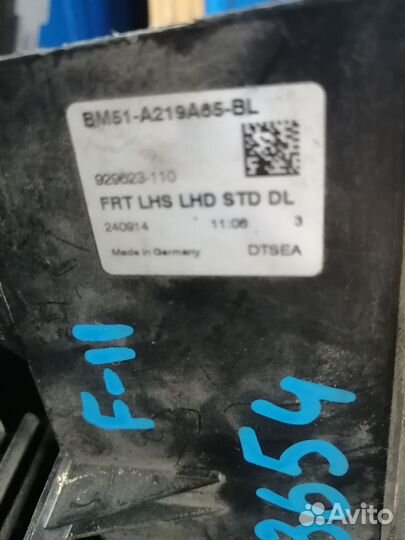 BM51-A219A65-BL
929623-110
FRT LHS LHD STD DL
240914 11:06 3
Made in Germany DTSEA
F-11
3654
Avito